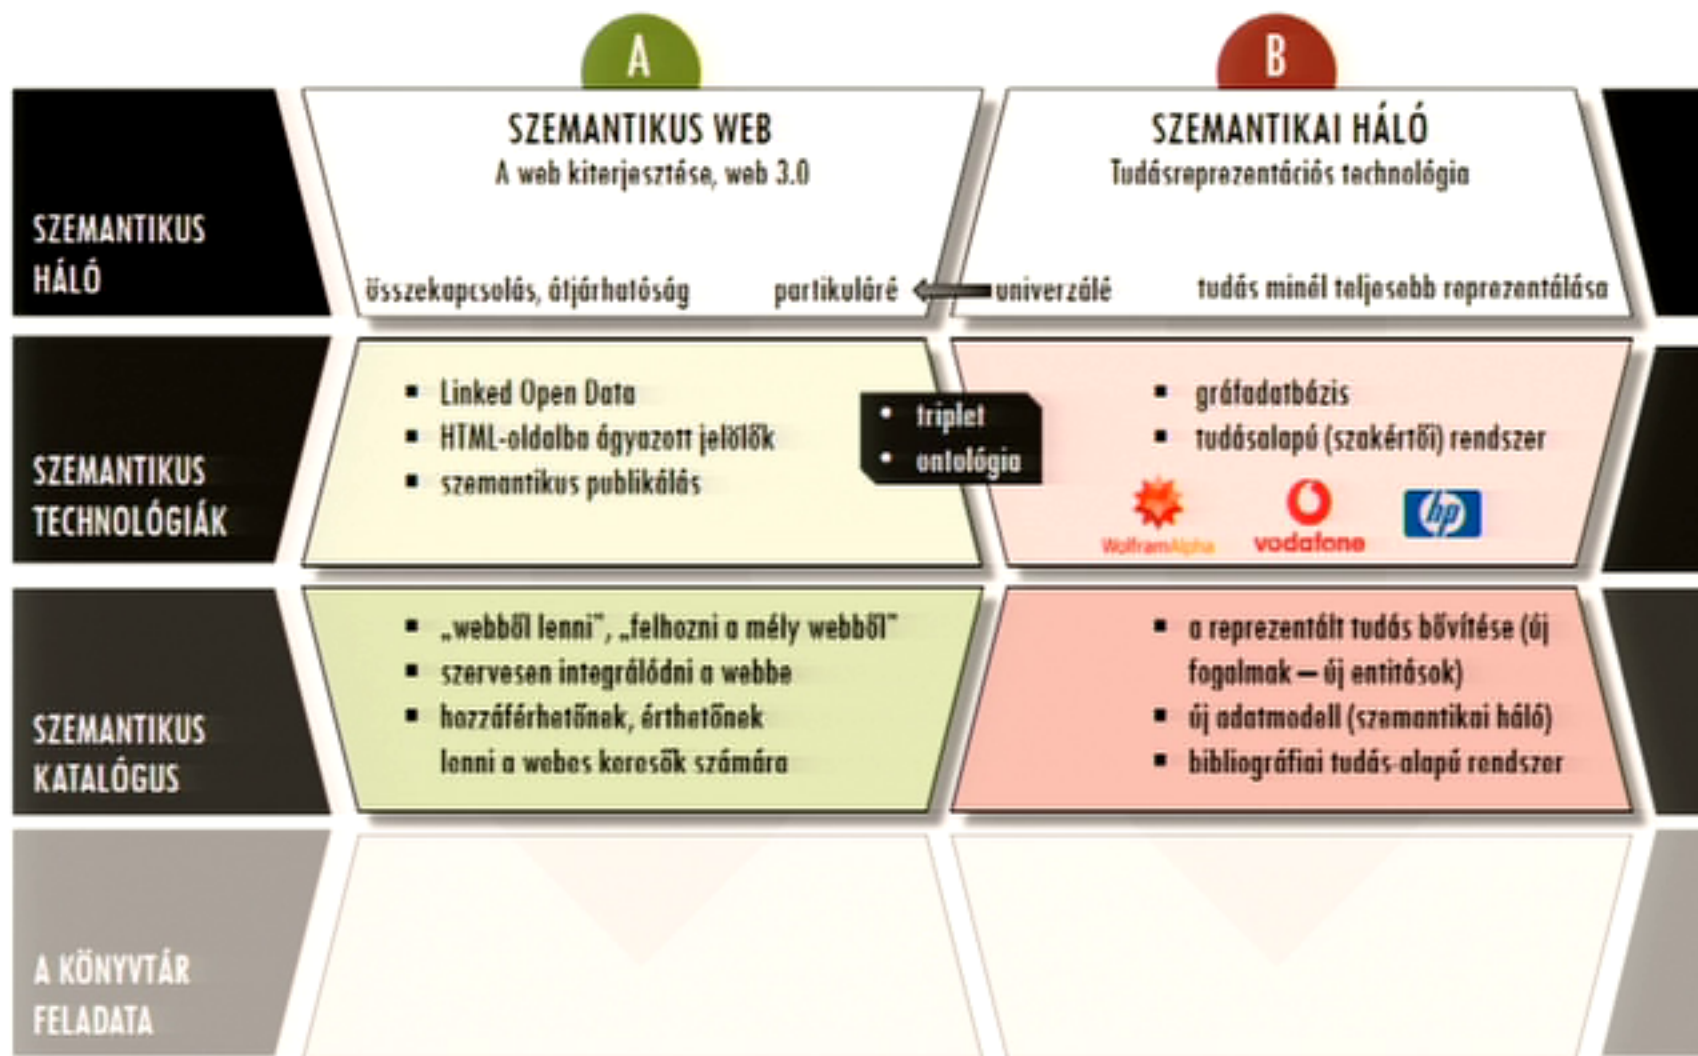 A
B
SZEMANTIKUS
HÁLÓ
SZEMANTIKUS WEB
A web kiterjesztése, web 3.0
összekapcsolás, átjárhatóság
partikuláré
SZEMANTIKAI HÁLÓ
Tudásreprezentációs technológia
univerzálé
tudás minél teljesebb reprezentálása
SZEMANTIKUS
TECHNOLÓGIÁK
▪ Linked Open Data
▪ HTML-oldalba ágyazott jelölők
▪ szemantikus publikálás
• triplet
• ontológia
▪ gráfadatbázis
▪ tudásalapú (szakértői) rendszer
WolframAlpha
vodafone
hp
SZEMANTIKUS
KATALÓGUS
▪ „webből lenni”, „felhozni a mély webből”
▪ szervesen integrálódni a webbe
▪ hozzáférhetőnek, érthetőnek
lenni a webes keresők számára
▪ a reprezentált tudás bővítése (új
fogalmak – új entitások)
▪ új adatmodell (szemantikai háló)
▪ bibliográfiai tudás-alapú rendszer
A KÖNYVTÁR
FELADATA